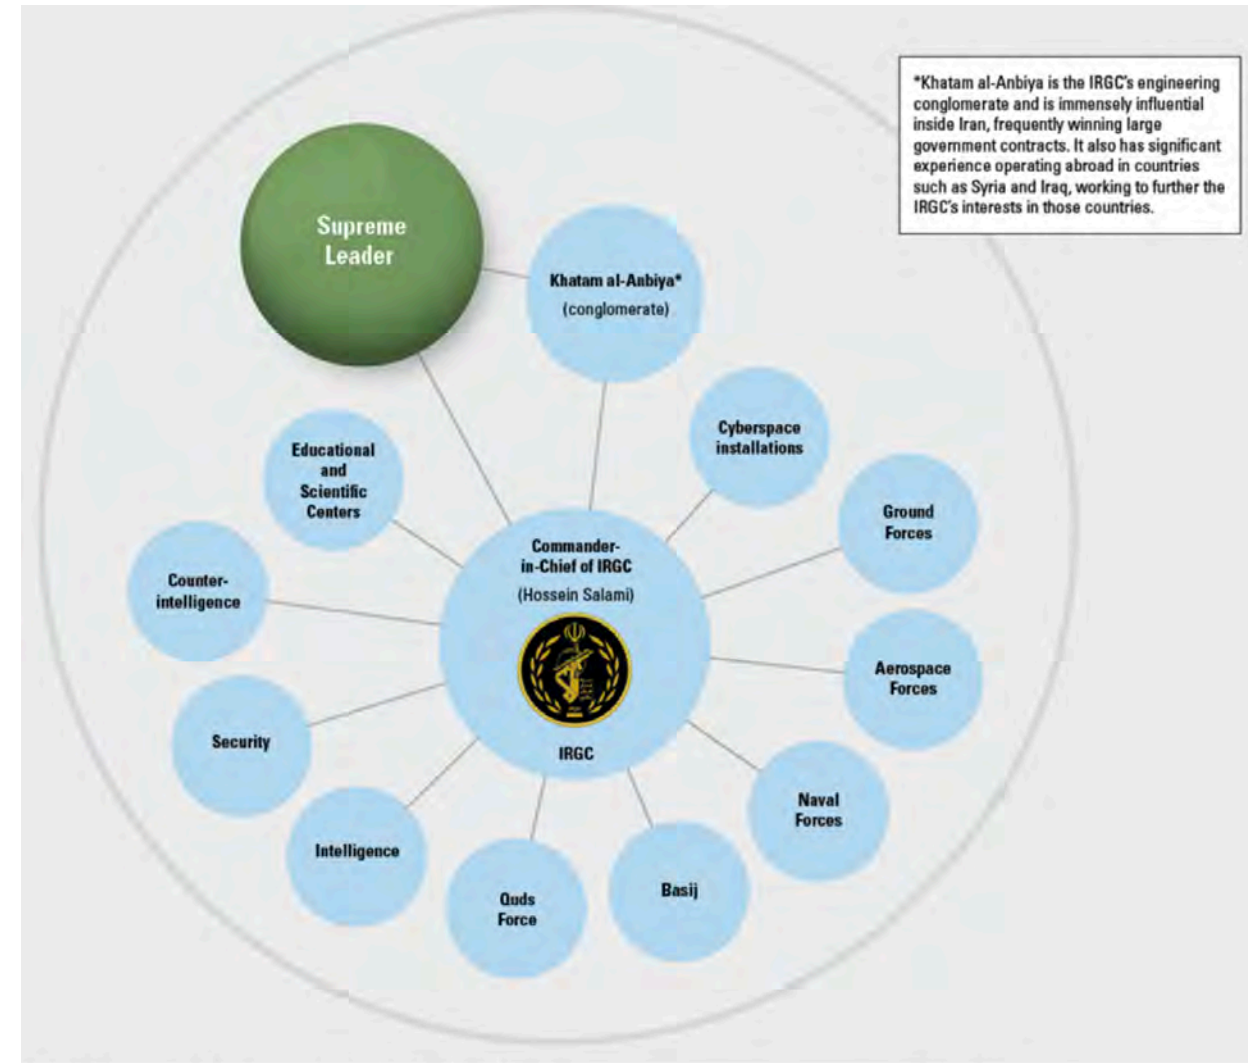 *Khatam al-Anbiya is the IRGC's engineering
conglomerate and is immensely influential
inside Iran, frequently winning large
government contracts. It also has significant
experience operating abroad in countries
such as Syria and Iraq, working to further the
IRGC's interests in those countries.
Supreme
Leader
Khatam al-Anbiya*
(conglomerate)
Cyberspace
installations
Educational
and
Scientific
Centers
Ground
Forces
Commander-
in-Chief of IRGC
(Hossein Salami)
IRGC
Counter-
intelligence
Aerospace
Forces
Security
Naval
Forces
Intelligence
Quds
Force
Basij